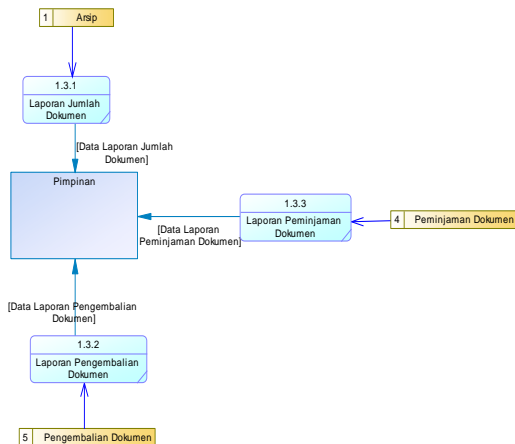 1 Arsip
1.3.1
Laporan Jumlah
Dokumen
[Data Laporan Jumlah
Dokumen]
Pimpinan
1.3.3
Laporan Peminjaman
Dokumen
4 Peminjaman Dokumen
[Data Laporan
Peminjaman Dokumen]
[Data Laporan Pengembalian
Dokumen]
1.3.2
Laporan Pengembalian
Dokumen
5 Pengembalian Dokumen